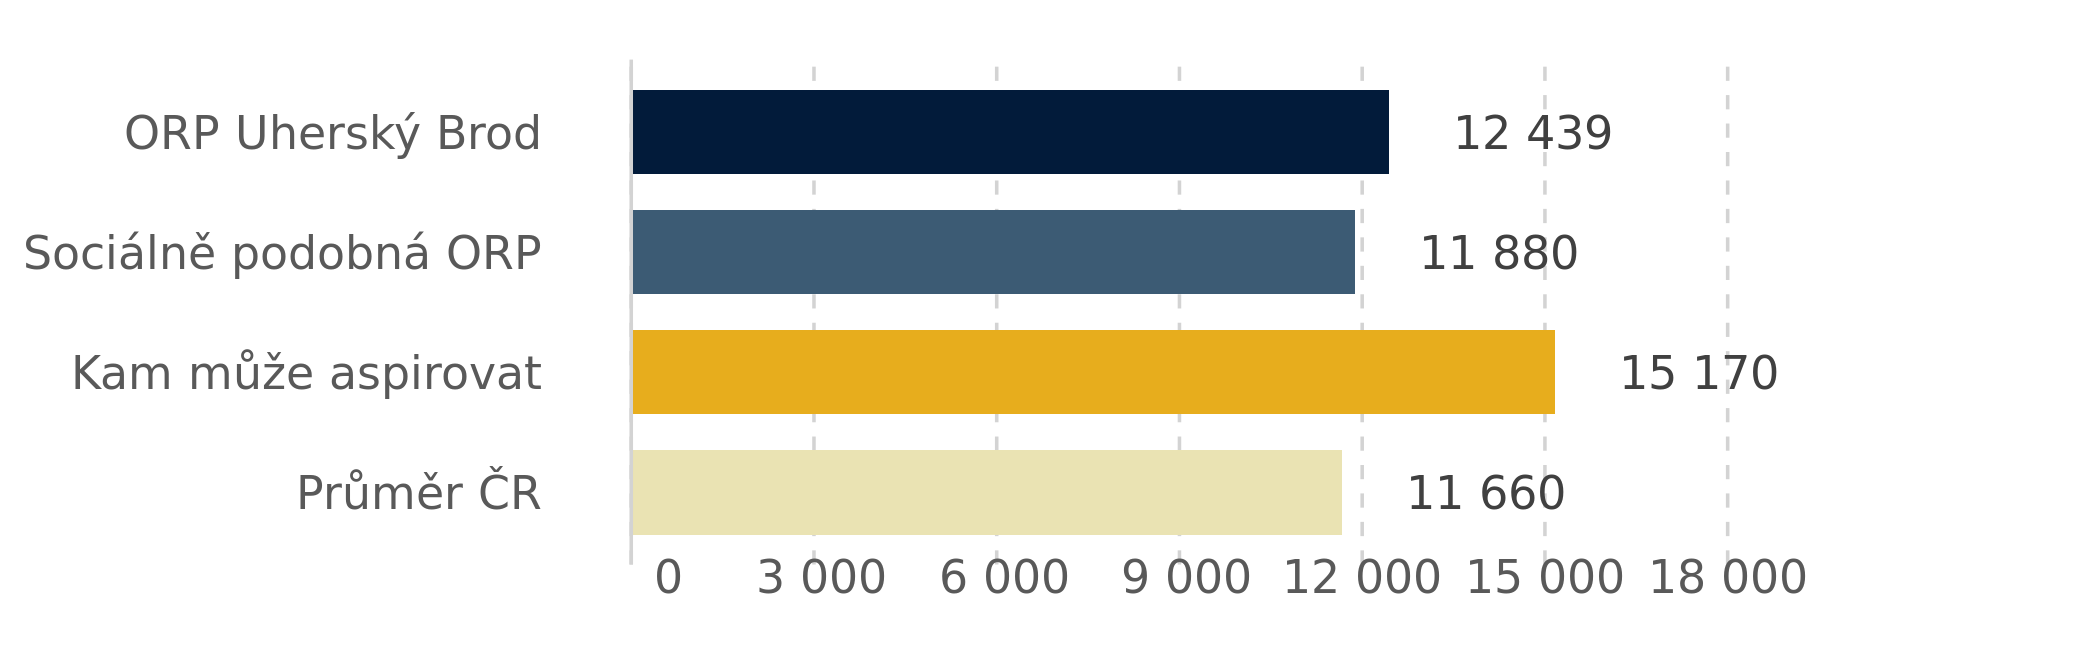 ORP Uherský Brod 12 439
Sociálně podobná ORP 11 880
Kam může aspirovat 15 170
Průměr ČR 11 660
0 3 000 6 000 9 000 12 000 15 000 18 000